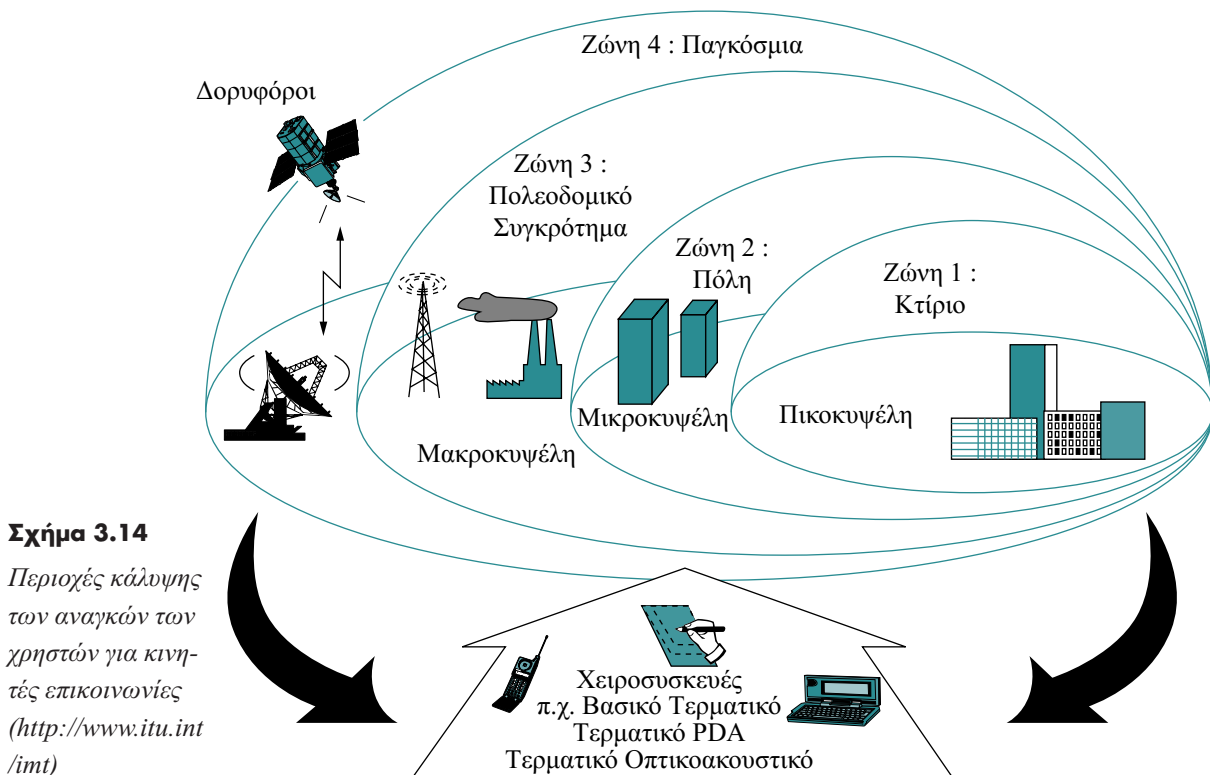 Ζώνη 4 : Παγκόσμια
Δορυφόροι
Ζώνη 3 :
Πολεοδομικό
Συγκρότημα
Ζώνη 2 :
Πόλη
Ζώνη 1 :
Κτίριο
Μακροκυψέλη
Μικροκυψέλη
Πικοκυψέλη
Σχήμα 3.14
Περιοχές κάλυψης
των αναγκών των
χρηστών για κινη-
τές επικοινωνίες
(http://www.itu.int
/imt)
Χειροσυσκευές
π.χ. Βασικό Τερματικό
Τερματικό PDA
Τερματικό Οπτικοακουστικό